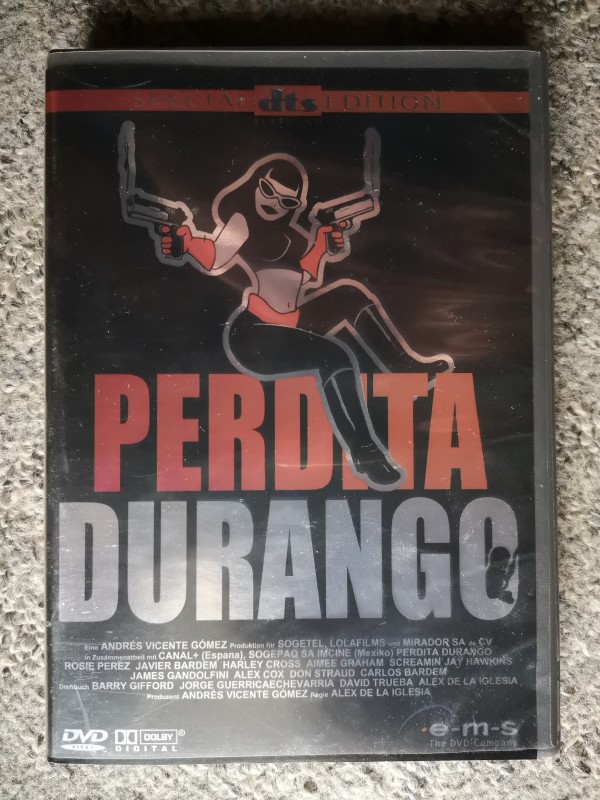 SPECIAL dts EDITION
PERDITA
DURANGO
Eine ANDRÉS VICENTE GÓMEZ Produktion für SOGETEL, LOLAFILMS und MIRADOR SA de CV
in Zusammenarbeit mit CANAL+ (Espana), SOGEPAQ SA IMCINE (Mexiko) PERDITA DURANGO
ROSIE PEREZ JAVIER BARDEM HARLEY CROSS AIMEE GRAHAM SCREAMIN JAY HAWKINS
JAMES GANDOLFINI ALEX COX DON STRAUD CARLOS BARDEM
Drehbuch BARRY GIFFORD JORGE GUERRICAECHEVARRIA DAVID TRUEBA ALEX DE LA IGLESIA
Produzent ANDRÉS VICENTE GÓMEZ Regie ALEX DE LA IGLESIA
DVD VIDEO DOLBY® DIGITAL
e-m-s
The DVD-Company